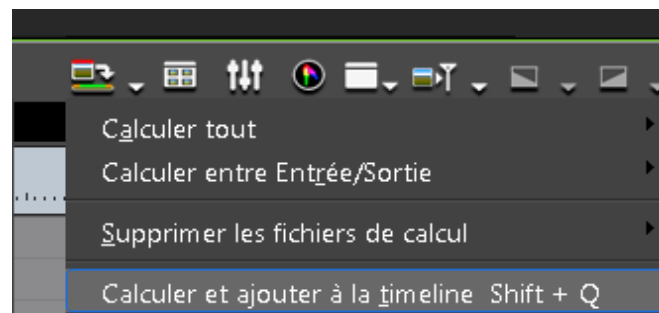 Calculer tout
Calculer entre Entrée/Sortie
Supprimer les fichiers de calcul
Calculer et ajouter à la timeline Shift + Q